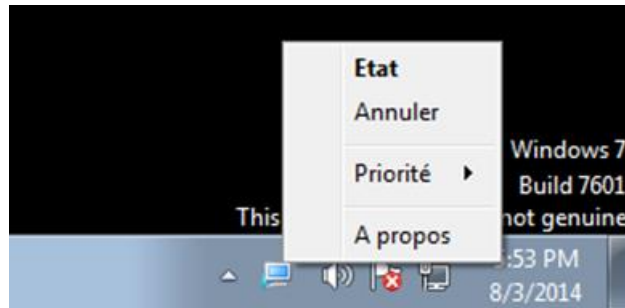 Etat
Annuler
Priorité
A propos
Windows 7
Build 7601
This not genuine
:53 PM
8/3/2014